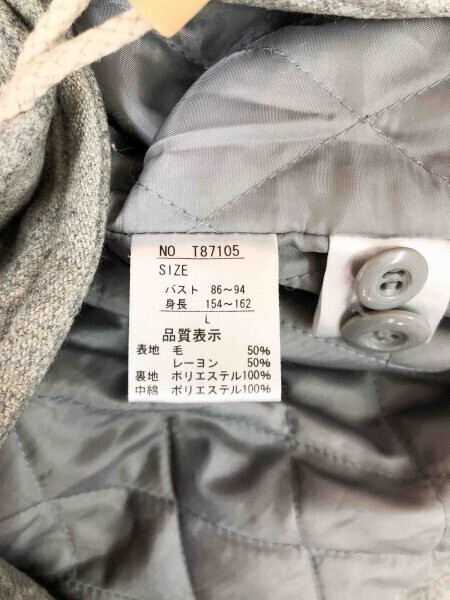 NO T87105
SIZE
バスト 86～94
身長 154～162
L
品質表示
表地 毛 50%
レーヨン 50%
裏地 ポリエステル100%
中綿 ポリエステル100%